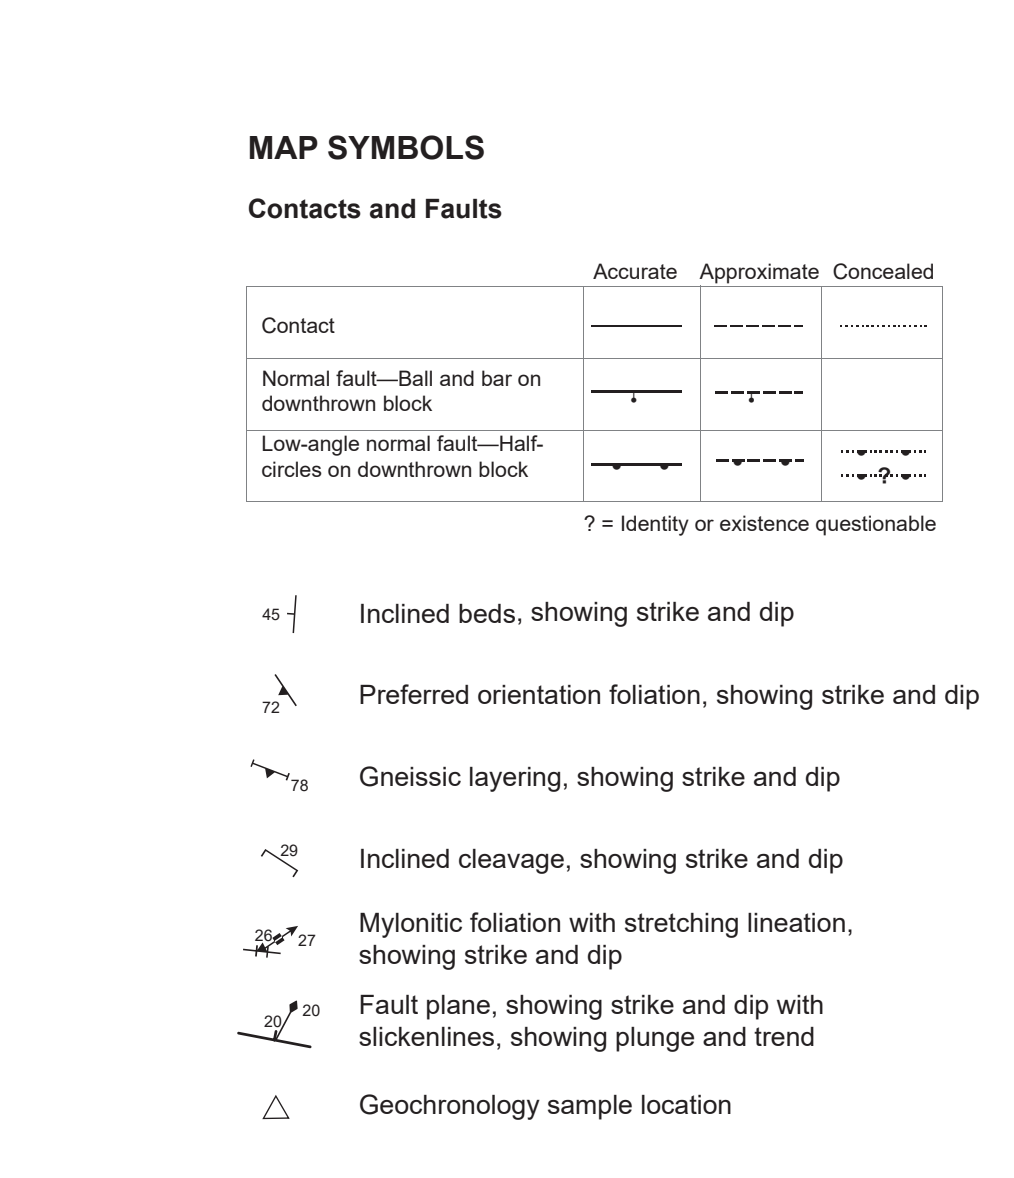 MAP SYMBOLS
Contacts and Faults
Accurate Approximate Concealed
Contact
Normal fault—Ball and bar on
downthrown block
Low-angle normal fault—Half-
circles on downthrown block
?
? = Identity or existence questionable
45 Inclined beds, showing strike and dip
72 Preferred orientation foliation, showing strike and dip
78 Gneissic layering, showing strike and dip
29 Inclined cleavage, showing strike and dip
26 27 Mylonitic foliation with stretching lineation,
showing strike and dip
20 20 Fault plane, showing strike and dip with
slickenlines, showing plunge and trend
Geochronology sample location